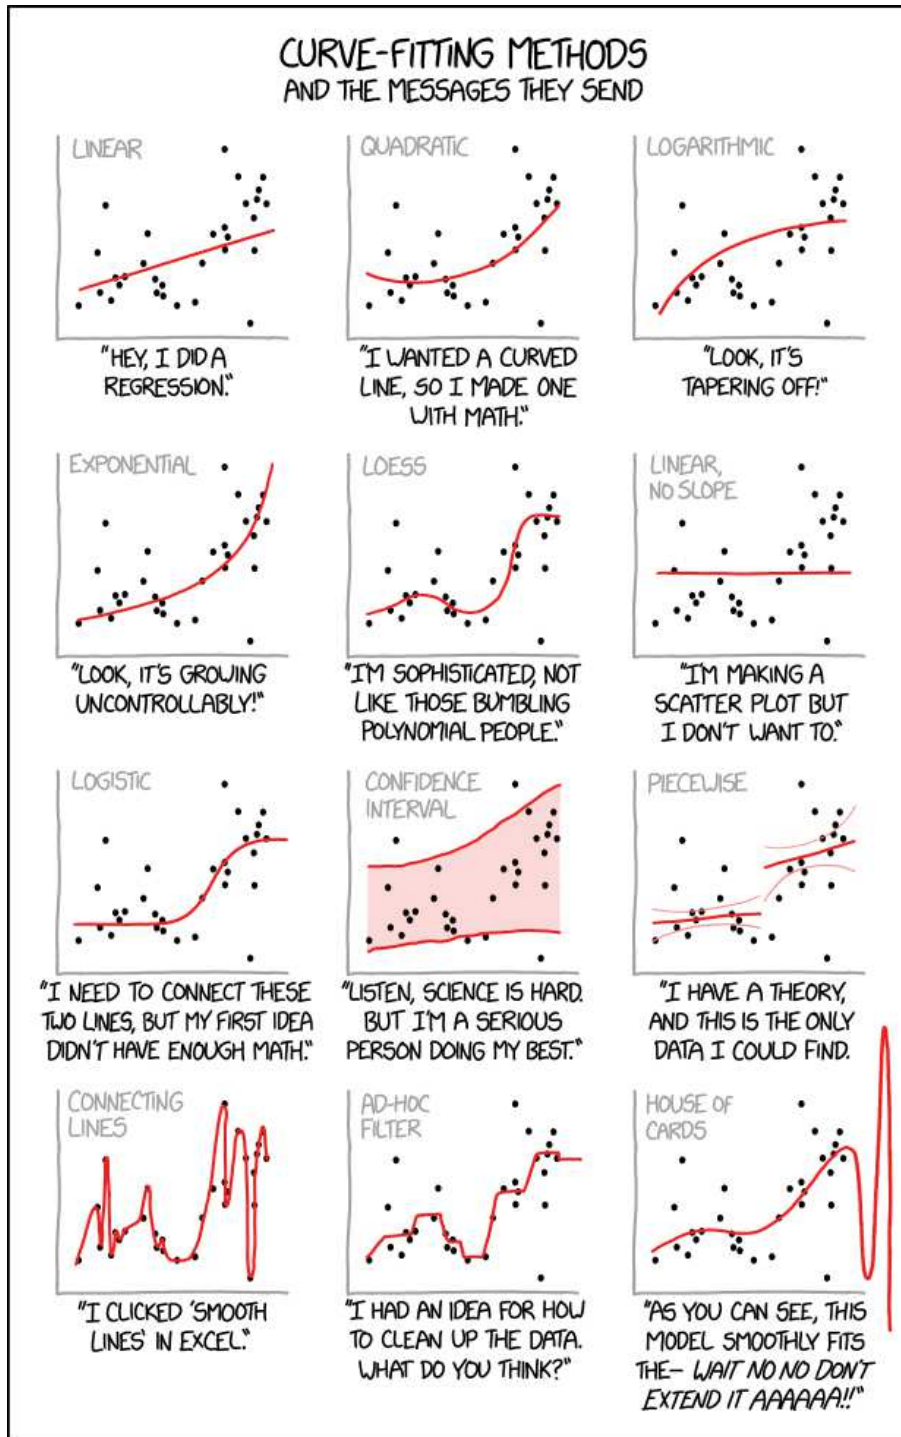 CURVE-FITTING METHODS
AND THE MESSAGES THEY SEND
LINEAR
"HEY, I DID A
REGRESSION."
QUADRATIC
"I WANTED A CURVED
LINE, SO I MADE ONE
WITH MATH."
LOGARITHMIC
"LOOK, IT'S
TAPERING OFF!"
EXPONENTIAL
"LOOK, IT'S GROWING
UNCONTROLLABLY!"
LOESS
"I'M SOPHISTICATED, NOT
LIKE THOSE BUMBLING
POLYNOMIAL PEOPLE."
LINEAR,
NO SLOPE
"I'M MAKING A
SCATTER PLOT BUT
I DON'T WANT TO."
LOGISTIC
"I NEED TO CONNECT THESE
TWO LINES, BUT MY FIRST IDEA
DIDN'T HAVE ENOUGH MATH."
CONFIDENCE
INTERVAL
"LISTEN, SCIENCE IS HARD.
BUT I'M A SERIOUS
PERSON DOING MY BEST."
PIECEWISE
"I HAVE A THEORY,
AND THIS IS THE ONLY
DATA I COULD FIND.
CONNECTING
LINES
"I CLICKED 'SMOOTH
LINES' IN EXCEL."
AD-HOC
FILTER
"I HAD AN IDEA FOR HOW
TO CLEAN UP THE DATA.
WHAT DO YOU THINK?"
HOUSE OF
CARDS
"AS YOU CAN SEE, THIS
MODEL SMOOTHLY FITS
THE— WAIT NO NO DON'T
EXTEND IT AAAAAA!!"